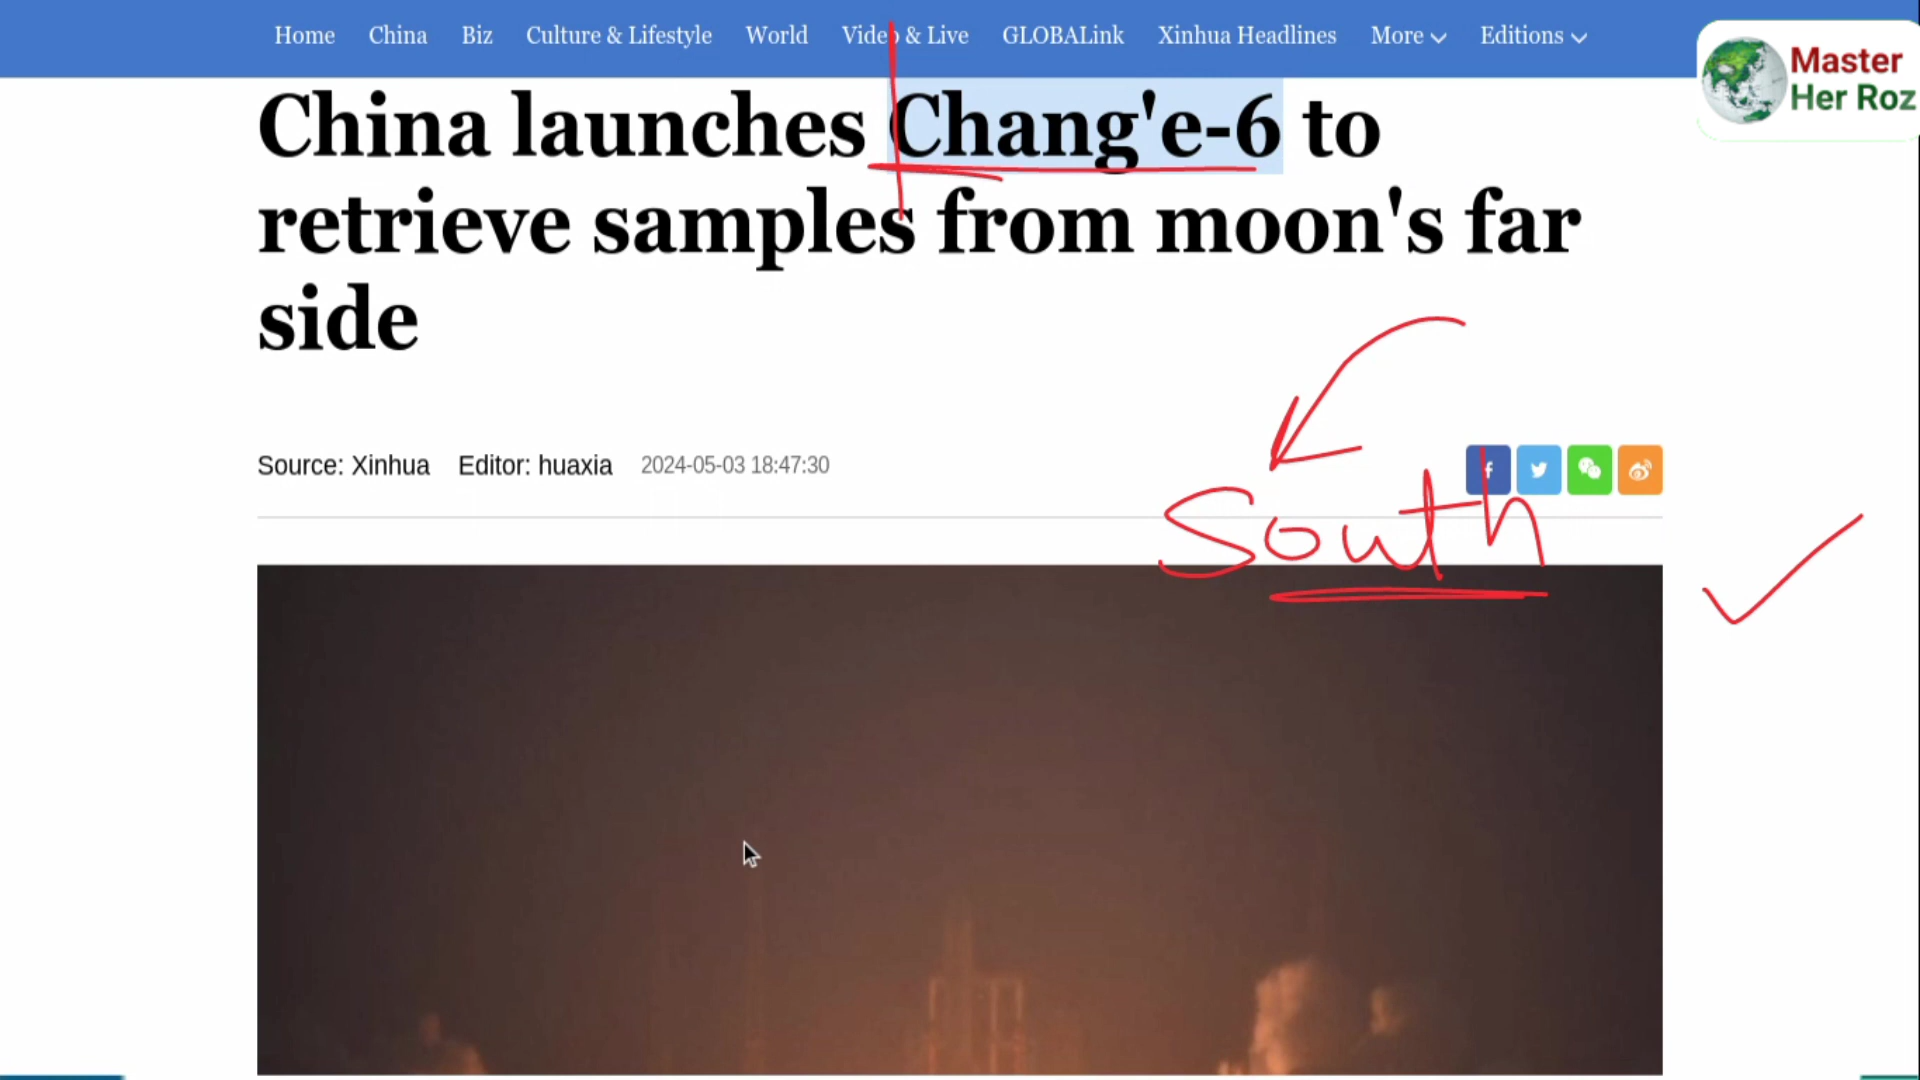 Home China Biz Culture & Lifestyle World Video & Live GLOBALink Xinhua Headlines More Editions
Master
Her Roz
China launches Chang'e-6 to
retrieve samples from moon's far
side
Source: Xinhua Editor: huaxia 2024-05-03 18:47:30
South